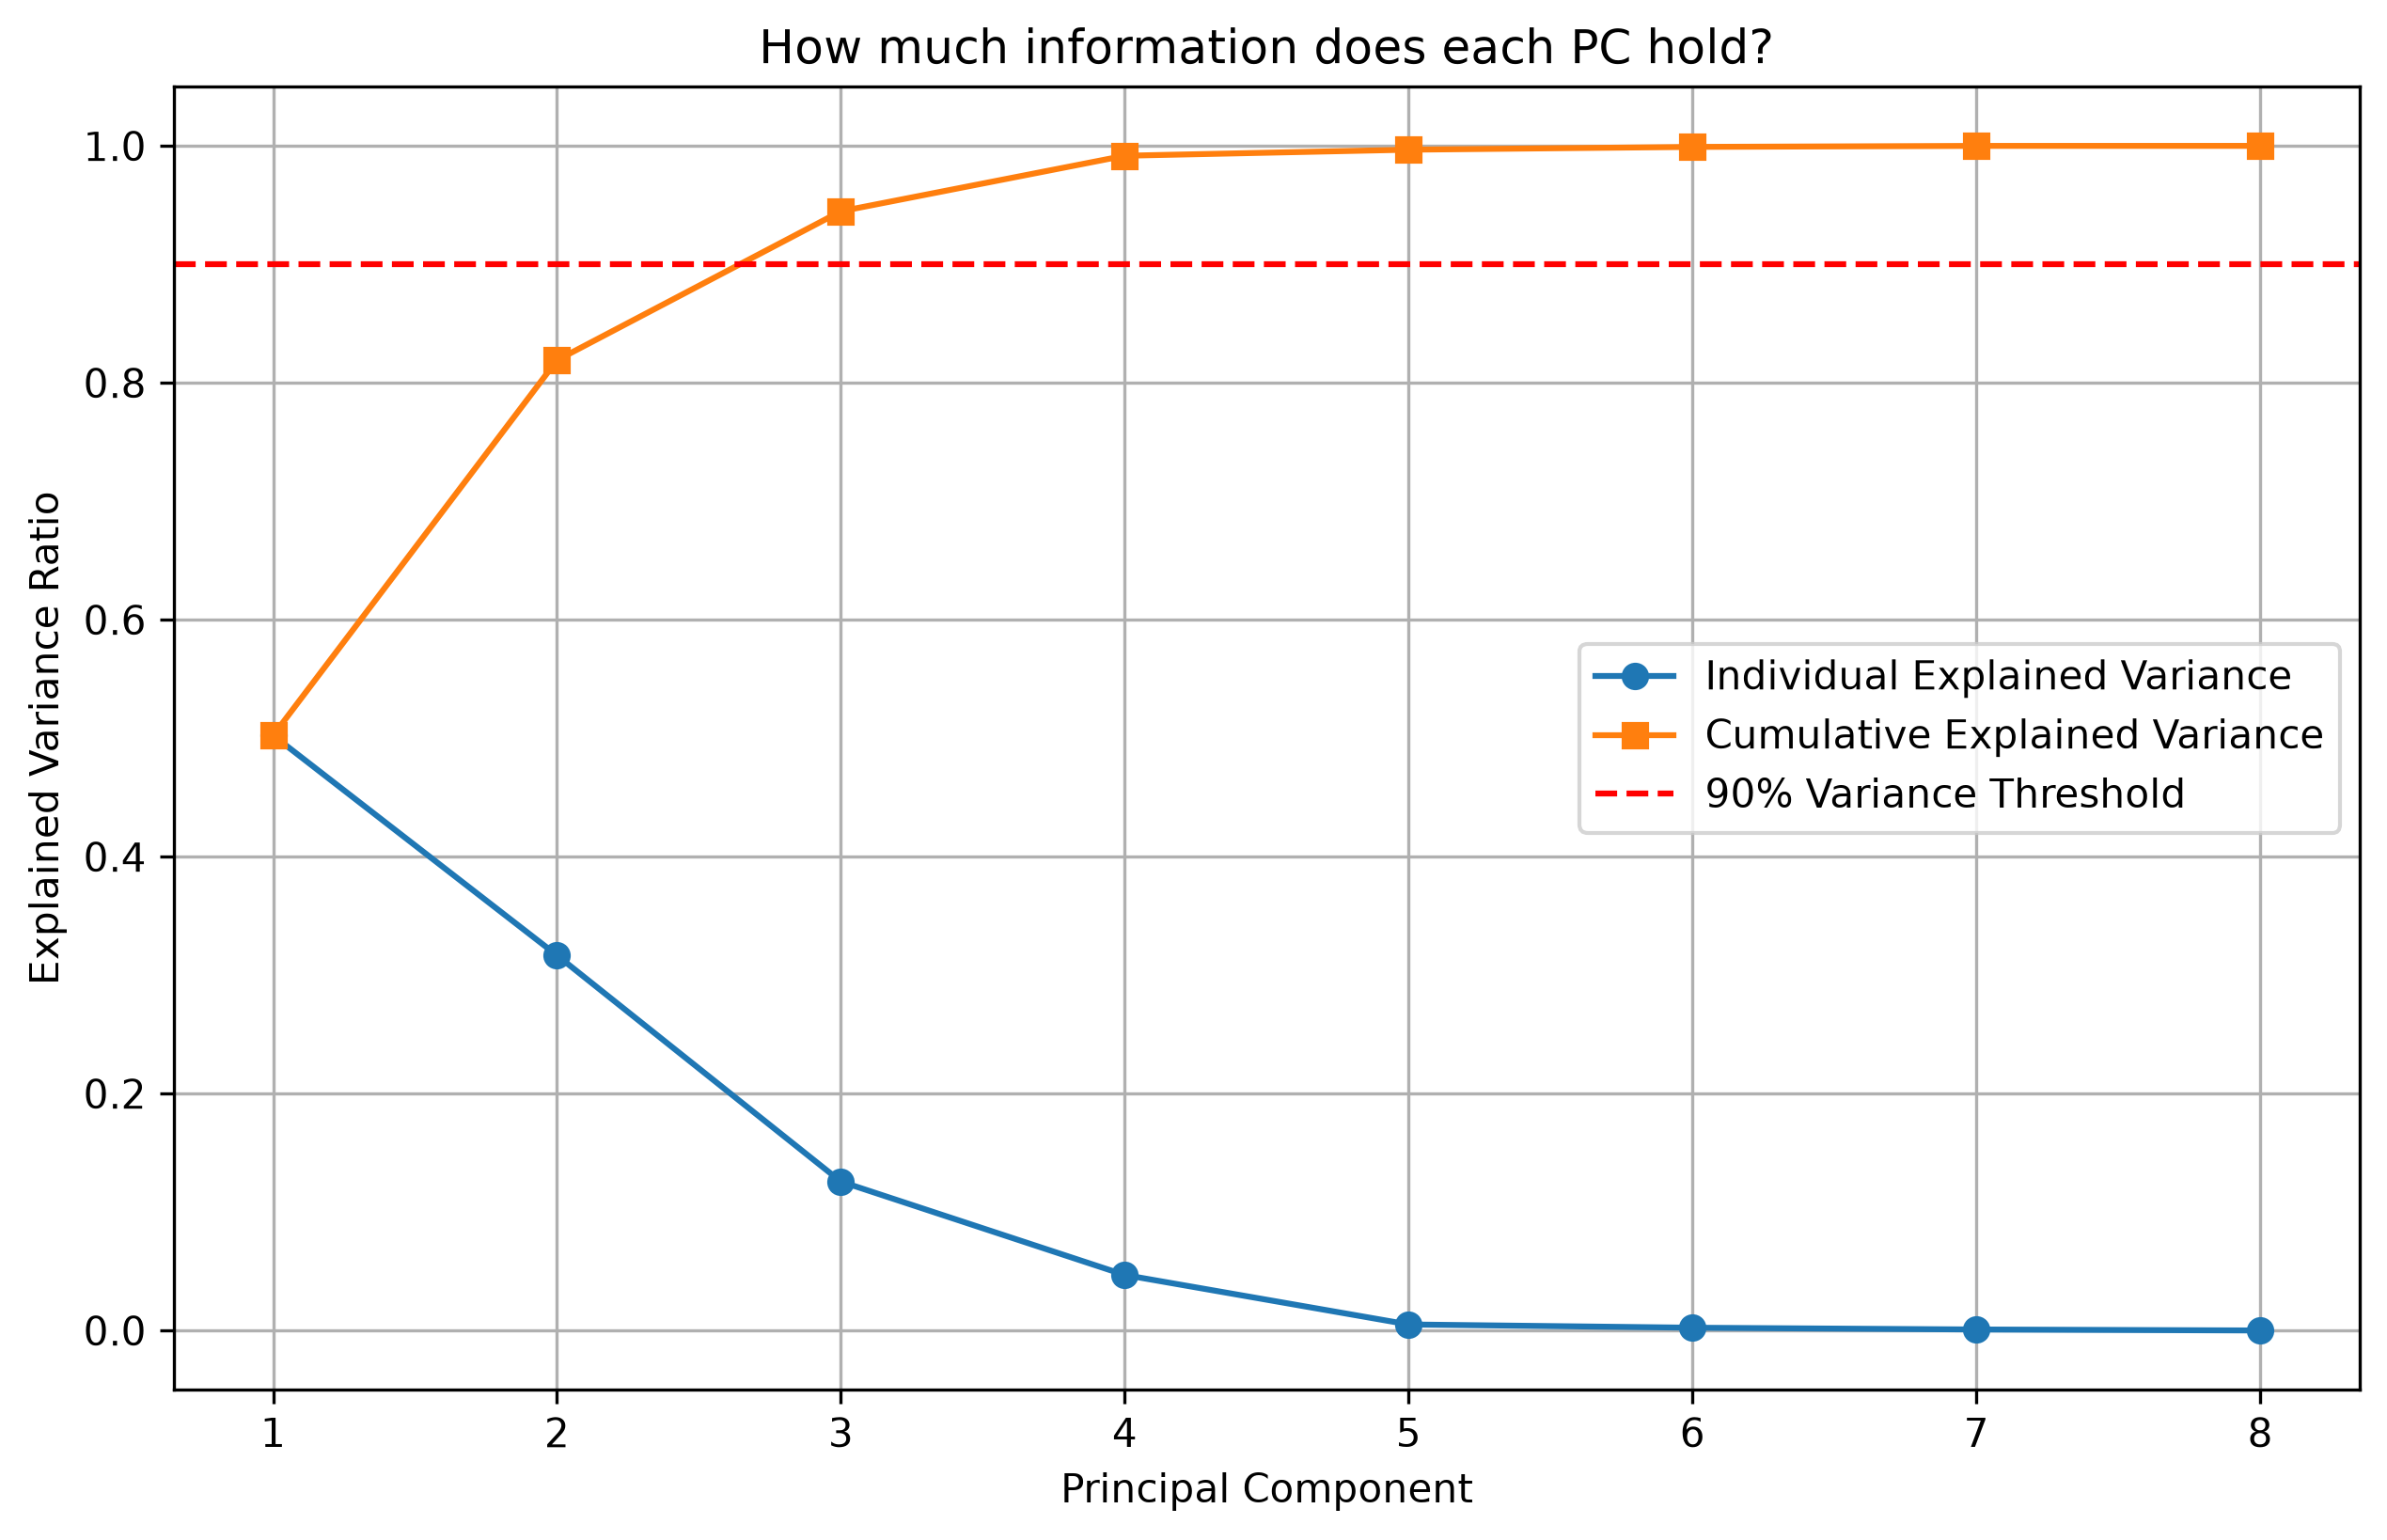 How much information does each PC hold?
1.0
0.8
0.6
0.4
0.2
0.0
Explained Variance Ratio
Individual Explained Variance
Cumulative Explained Variance
90% Variance Threshold
1 2 3 4 5 6 7 8
Principal Component